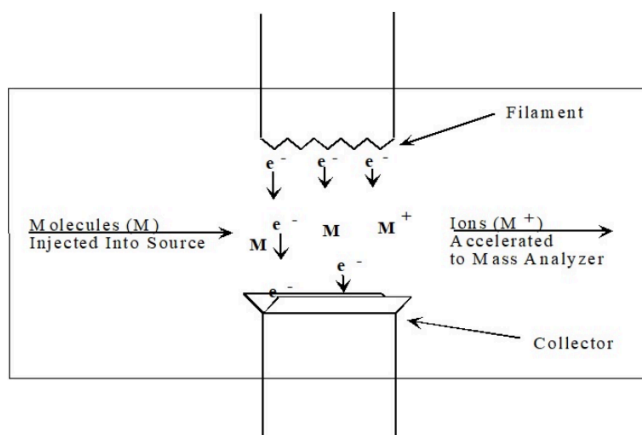 Filament
e⁻ e⁻ e⁻
Molecules (M)
Injected Into Source
e⁻
M M M⁺
Ions (M⁺)
Accelerated
to Mass Analyzer
e⁻
e⁻
Collector